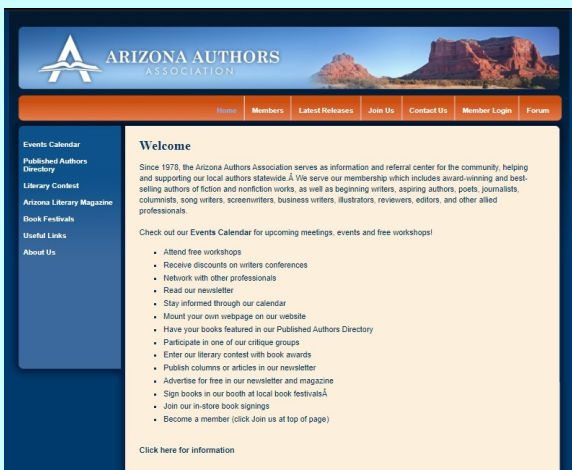 ARIZONA AUTHORS
ASSOCIATION
Home Members Latest Releases Join Us Contact Us Member Login Forum
Events Calendar
Published Authors
Directory
Literary Contest
Arizona Literary Magazine
Book Festivals
Useful Links
About Us
Welcome
Since 1978, the Arizona Authors Association serves as information and referral center for the community, helping
and supporting our local authors statewide.Â We serve our membership which includes award-winning and best-
selling authors of fiction and nonfiction works, as well as beginning writers, aspiring authors, poets, journalists,
columnists, song writers, screenwriters, business writers, illustrators, reviewers, editors, and other allied
professionals.
Check out our Events Calendar for upcoming meetings, events and free workshops!
• Attend free workshops
• Receive discounts on writers conferences
• Network with other professionals
• Read our newsletter
• Stay informed through our calendar
• Mount your own webpage on our website
• Have your books featured in our Published Authors Directory
• Participate in one of our critique groups
• Enter our literary contest with book awards
• Publish columns or articles in our newsletter
• Advertise for free in our newsletter and magazine
• Sign books in our booth at local book festivalsÂ
• Join our in-store book signings
• Become a member (click Join us at top of page)
Click here for information